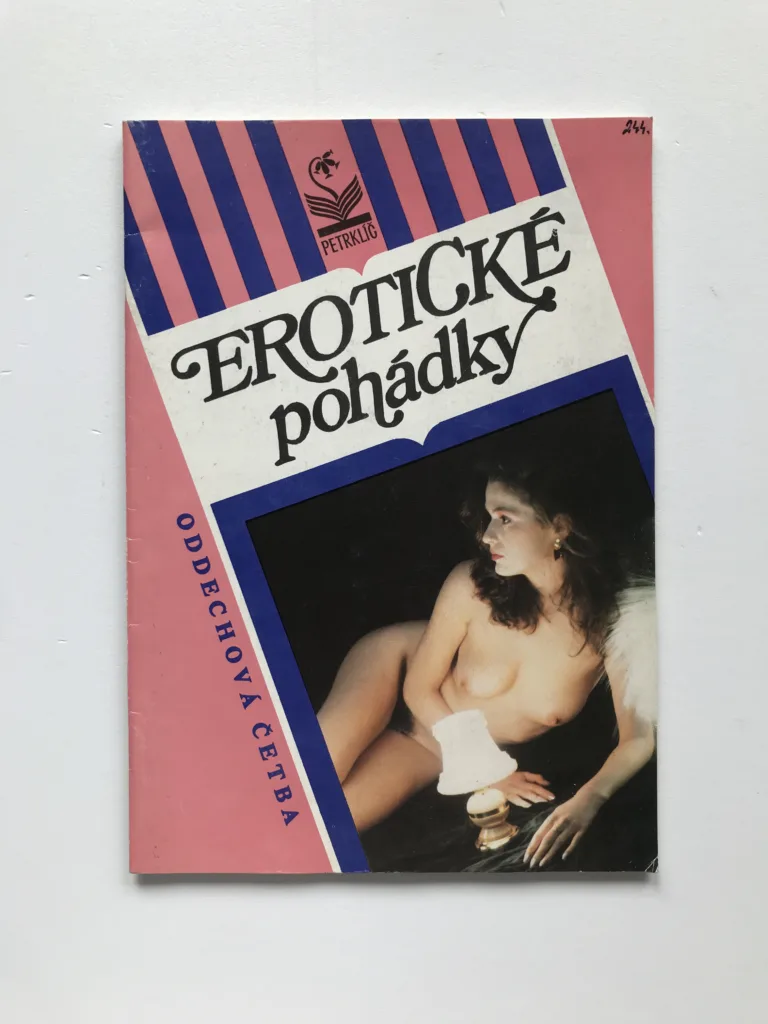 244.
PETRKLÍČ
EROTICKÉ
pohádky
ODDECHOVÁ ČETBA